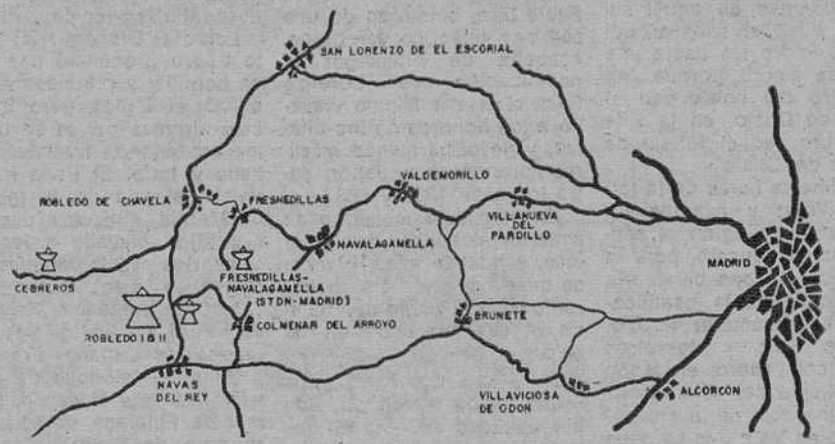 SAN LORENZO DE EL ESCORIAL
ROBLEDO DE CHAVELA
FRESNEDILLAS
VALDEMORILLO
VILLANUEVA
DEL
PARDILLO
NAVALAGAMELLA
MADRID
CEBREROS
FRESNEDILLAS-
NAVALAGAMELLA
(STDN-MADRID)
COLMENAR DEL ARROYO
BRUNETE
ROBLEDO I & II
NAVAS
DEL REY
VILLAVICIOSA
DE ODON
ALCORCÓN